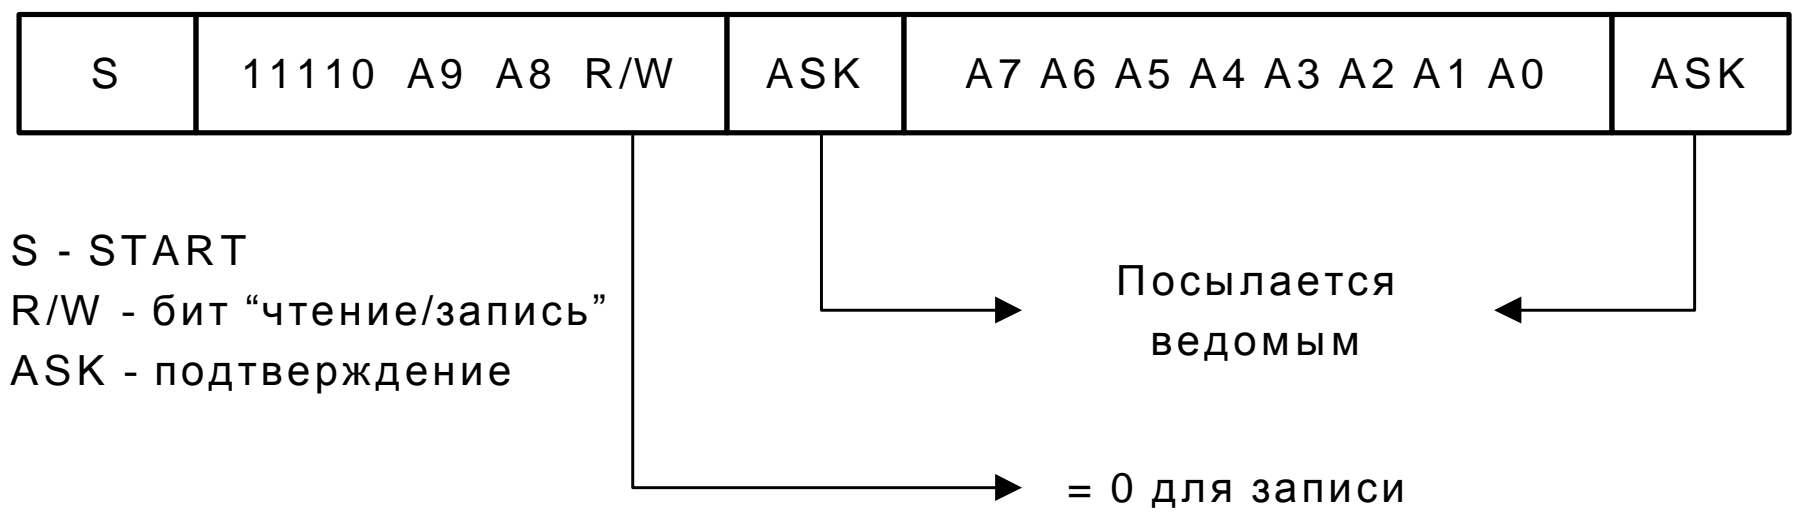 S 11110 A9 A8 R/W ASK A7 A6 A5 A4 A3 A2 A1 A0 ASK
S - START
R/W - бит “чтение/запись”
ASK - подтверждение
Посылается
ведомым
= 0 для записи